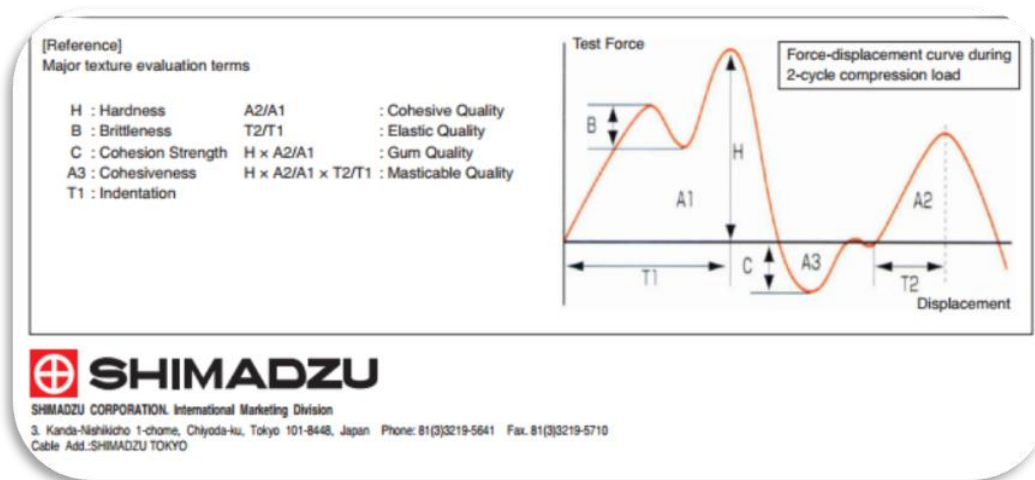 [Reference]
Major texture evaluation terms
H : Hardness A2/A1 : Cohesive Quality
B : Brittleness T2/T1 : Elastic Quality
C : Cohesion Strength H × A2/A1 : Gum Quality
A3 : Cohesiveness H × A2/A1 × T2/T1 : Masticable Quality
T1 : Indentation
Test Force
Force-displacement curve during
2-cycle compression load
B
H
A1
A2
T1
C
A3
T2
Displacement
SHIMADZU
SHIMADZU CORPORATION. International Marketing Division
3. Kanda-Nishikicho 1-chome, Chiyoda-ku, Tokyo 101-8448, Japan Phone: 81(3)3219-5641 Fax. 81(3)3219-5710
Cable Add.:SHIMADZU TOKYO